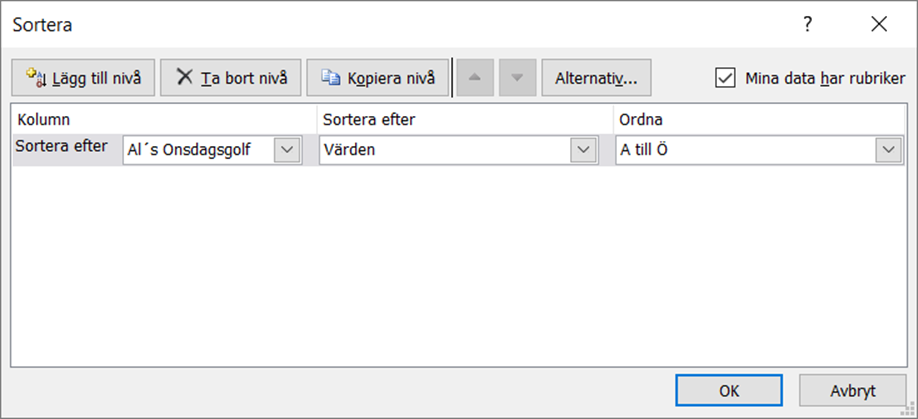 Sortera
?
Lägg till nivå Ta bort nivå Kopiera nivå Alternativ... Mina data har rubriker
Kolumn Sortera efter Ordna
Sortera efter Al´s Onsdagsgolf Värden A till Ö
OK Avbryt